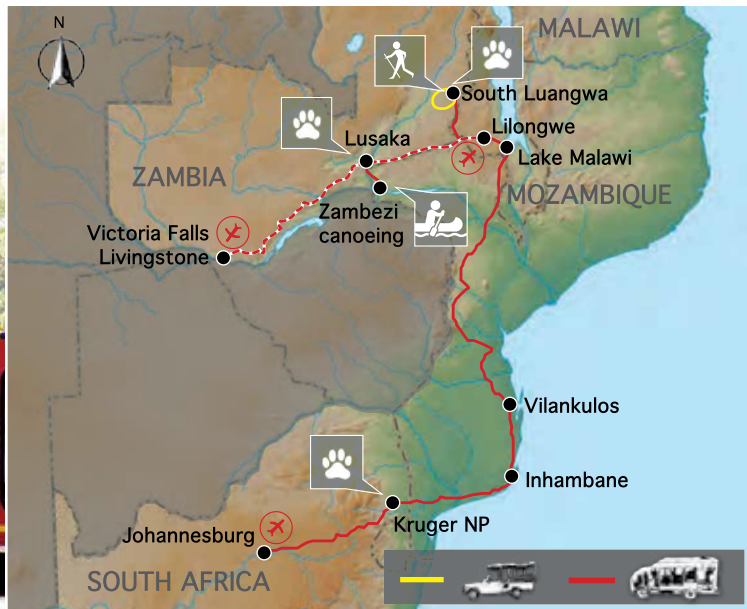 N
MALAWI
South Luangwa
Lilongwe
Lusaka
Lake Malawi
ZAMBIA
MOZAMBIQUE
Zambezi
canoeing
Victoria Falls
Livingstone
Vilankulos
Inhambane
Kruger NP
Johannesburg
SOUTH AFRICA